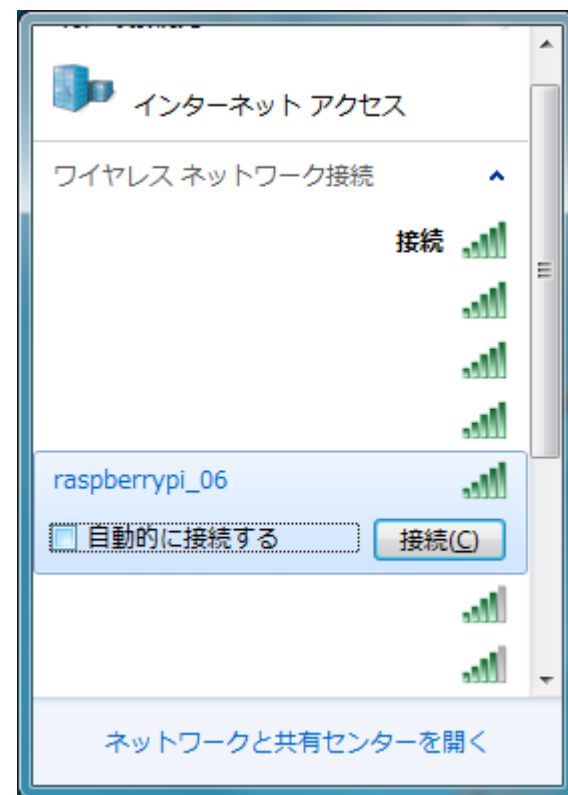 インターネット アクセス
ワイヤレス ネットワーク接続
接続
raspberrypi_06
自動的に接続する
接続(C)
ネットワークと共有センターを開く